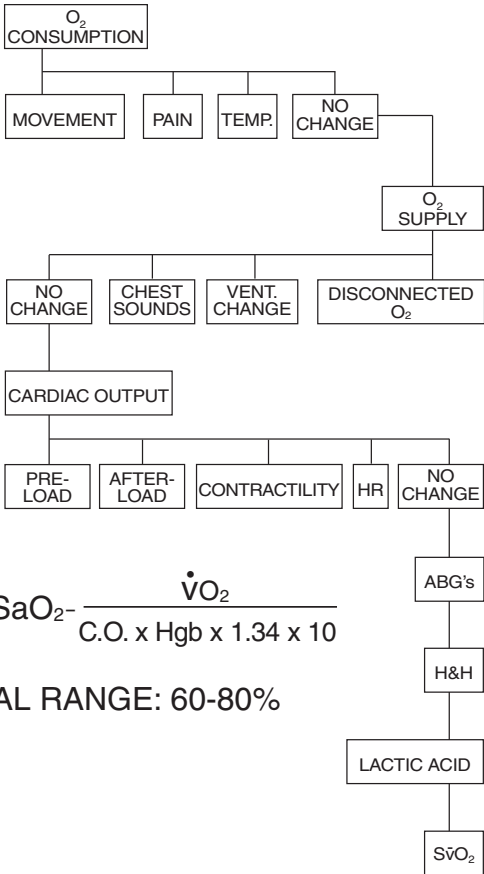 O₂
CONSUMPTION
MOVEMENT
PAIN
TEMP.
NO
CHANGE
O₂
SUPPLY
NO
CHANGE
CHEST
SOUNDS
VENT.
CHANGE
DISCONNECTED
O₂
CARDIAC OUTPUT
PRE-
LOAD
AFTER-
LOAD
CONTRACTILITY
HR
NO
CHANGE
ABG's
SaO₂- V̇O₂
C.O. x Hgb x 1.34 x 10
H&H
AL RANGE: 60-80%
LACTIC ACID
Sv̄O₂